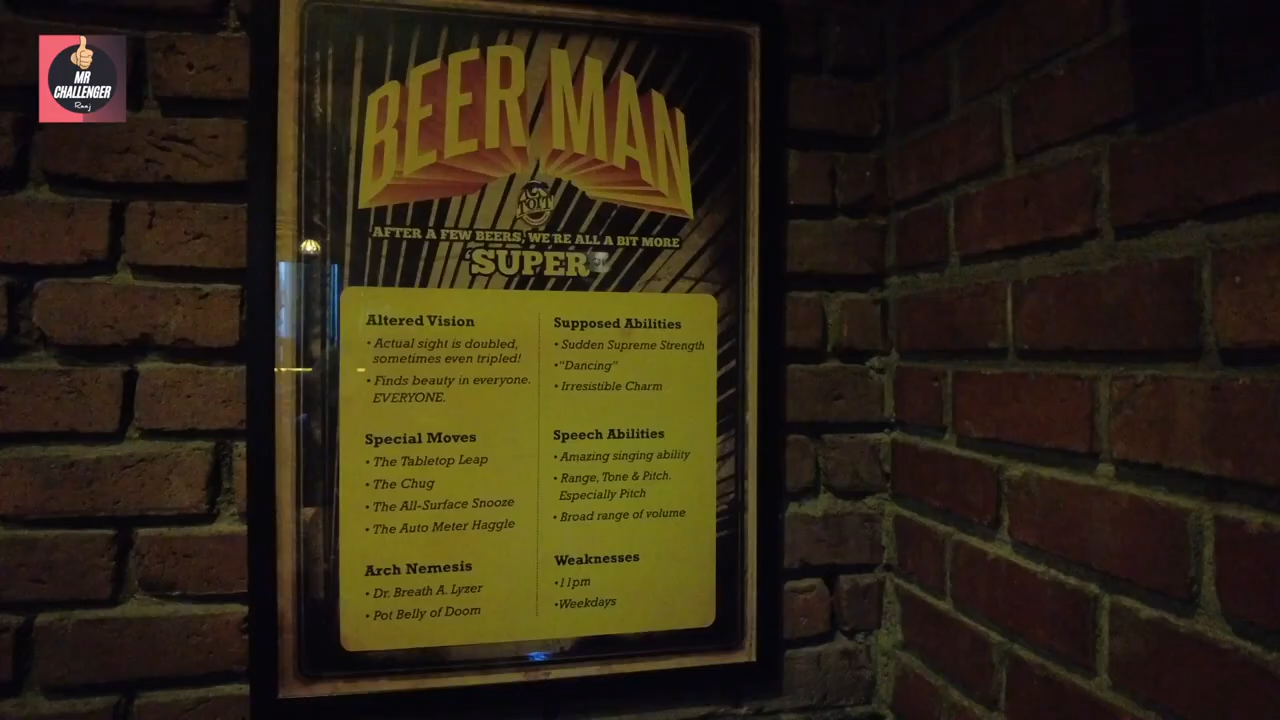 MR
CHALLENGER
Raaj
BEER MAN
TOIT
AFTER A FEW BEERS, WE'RE ALL A BIT MORE
SUPER
Altered Vision
• Actual sight is doubled,
sometimes even tripled!
• Finds beauty in everyone.
EVERYONE.
Special Moves
• The Tabletop Leap
• The Chug
• The All-Surface Snooze
• The Auto Meter Haggle
Arch Nemesis
• Dr. Breath A. Lyzer
• Pot Belly of Doom
Supposed Abilities
• Sudden Supreme Strength
•"Dancing"
• Irresistible Charm
Speech Abilities
• Amazing singing ability
• Range, Tone & Pitch.
Especially Pitch
• Broad range of volume
Weaknesses
•11pm
•Weekdays